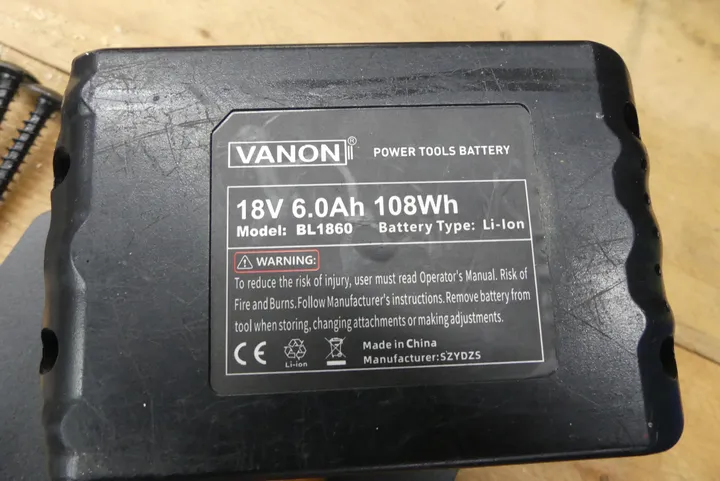 VANON®
POWER TOOLS BATTERY
18V 6.0Ah 108Wh
Model: BL1860 Battery Type: Li-Ion
WARNING:
To reduce the risk of injury, user must read Operator's Manual. Risk of
Fire and Burns. Follow Manufacturer's instructions. Remove battery from
tool when storing, changing attachments or making adjustments.
CE
Li-ion
Made in China
Manufacturer:SZYDZS